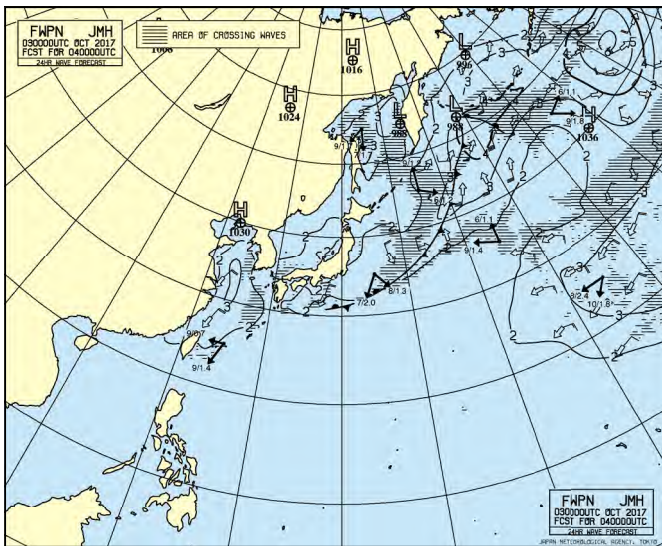 FWPN JMH
030000UTC OCT 2017
FCST FOR 040000UTC
24HR WAVE FORECAST
AREA OF CROSSING WAVES
1008
H
1016
L
996
H
1024
L
988
L
988
H
1036
6/1.1
9/1.8
H
1030
6/1.1
9/1.4
7/2.0
8/1.3
9/2.4
10/1.8
9/0.7
9/1.4
FWPN JMH
030000UTC OCT 2017
FCST FOR 040000UTC
24HR WAVE FORECAST
JAPAN METEOROLOGICAL AGENCY, TOKYO